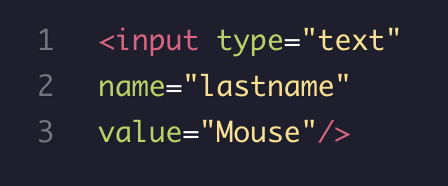 1 <input type="text"
2 name="lastname"
3 value="Mouse"/>